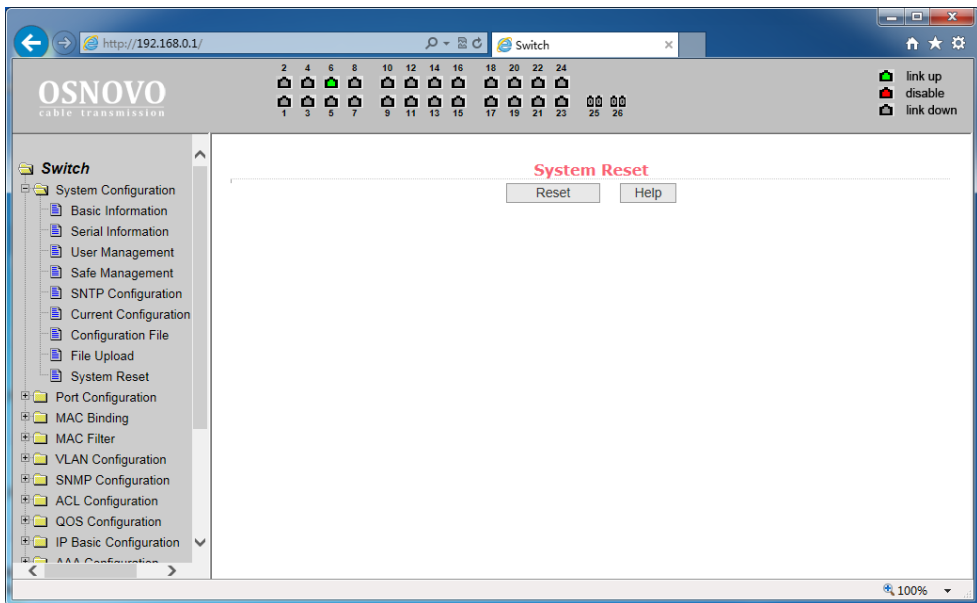 http://192.168.0.1/
Switch
OSNOVO
cable transmission
2 4 6 8 10 12 14 16 18 20 22 24
1 3 5 7 9 11 13 15 17 19 21 23 25 26
link up
disable
link down
Switch
System Configuration
Basic Information
Serial Information
User Management
Safe Management
SNTP Configuration
Current Configuration
Configuration File
File Upload
System Reset
Port Configuration
MAC Binding
MAC Filter
VLAN Configuration
SNMP Configuration
ACL Configuration
QOS Configuration
IP Basic Configuration
AAA Configuration
System Reset
Reset Help
100%